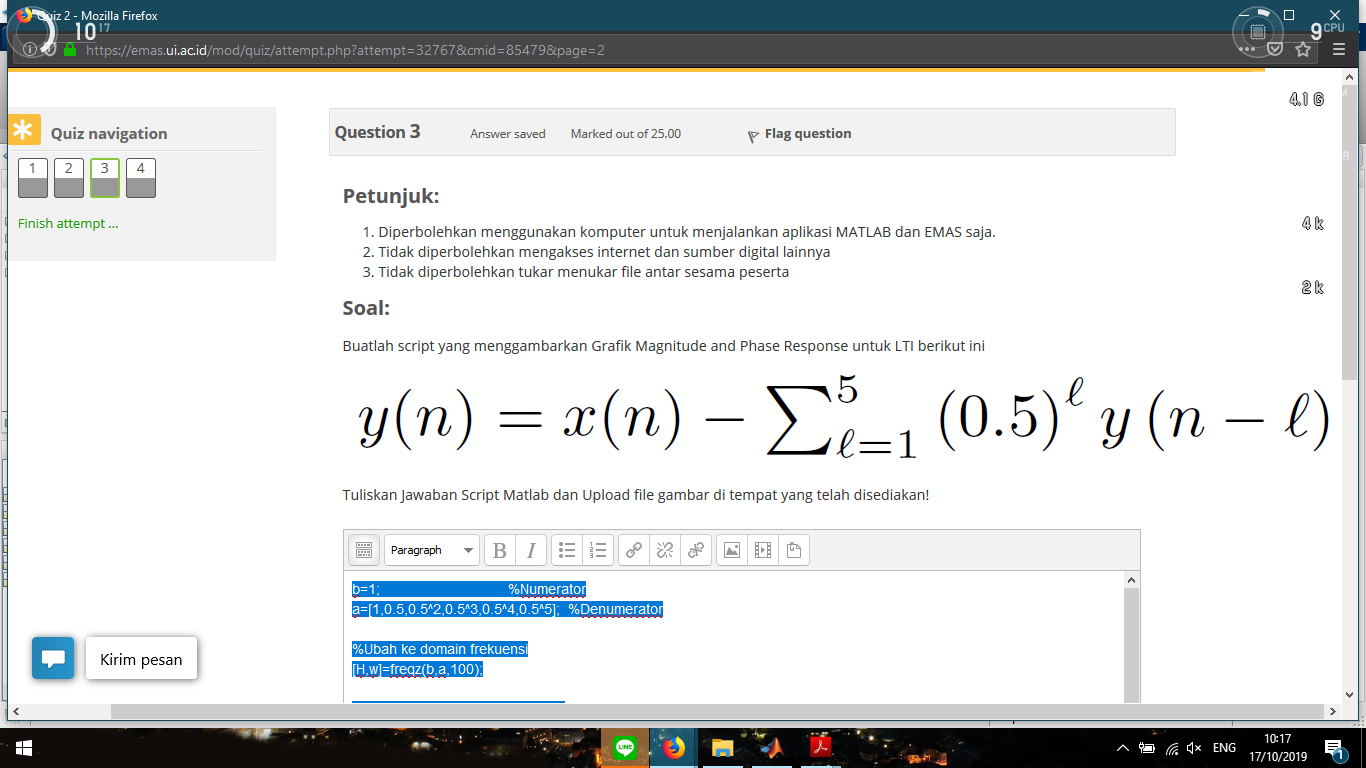 Quiz 2 - Mozilla Firefox
10 17
9 CPU
https://emas.ui.ac.id/mod/quiz/attempt.php?attempt=32767&cmid=85479&page=2
4.1 G
Quiz navigation
1 2 3 4
Finish attempt ...
Question 3 Answer saved Marked out of 25.00 Flag question
Petunjuk:
1. Diperbolehkan menggunakan komputer untuk menjalankan aplikasi MATLAB dan EMAS saja.
2. Tidak diperbolehkan mengakses internet dan sumber digital lainnya
3. Tidak diperbolehkan tukar menukar file antar sesama peserta
4 k
2 k
Soal:
Buatlah script yang menggambarkan Grafik Magnitude and Phase Response untuk LTI berikut ini
y(n) = x(n) − ∑_{ℓ=1}^{5} (0.5)^ℓ y (n − ℓ)
Tuliskan Jawaban Script Matlab dan Upload file gambar di tempat yang telah disediakan!
Paragraph B I
b=1; %Numerator
a=[1,0.5,0.5^2,0.5^3,0.5^4,0.5^5]; %Denumerator
%Ubah ke domain frekuensi
[H,w]=freqz(b,a,100);
Kirim pesan
LINE
ENG
10:17
17/10/2019
1